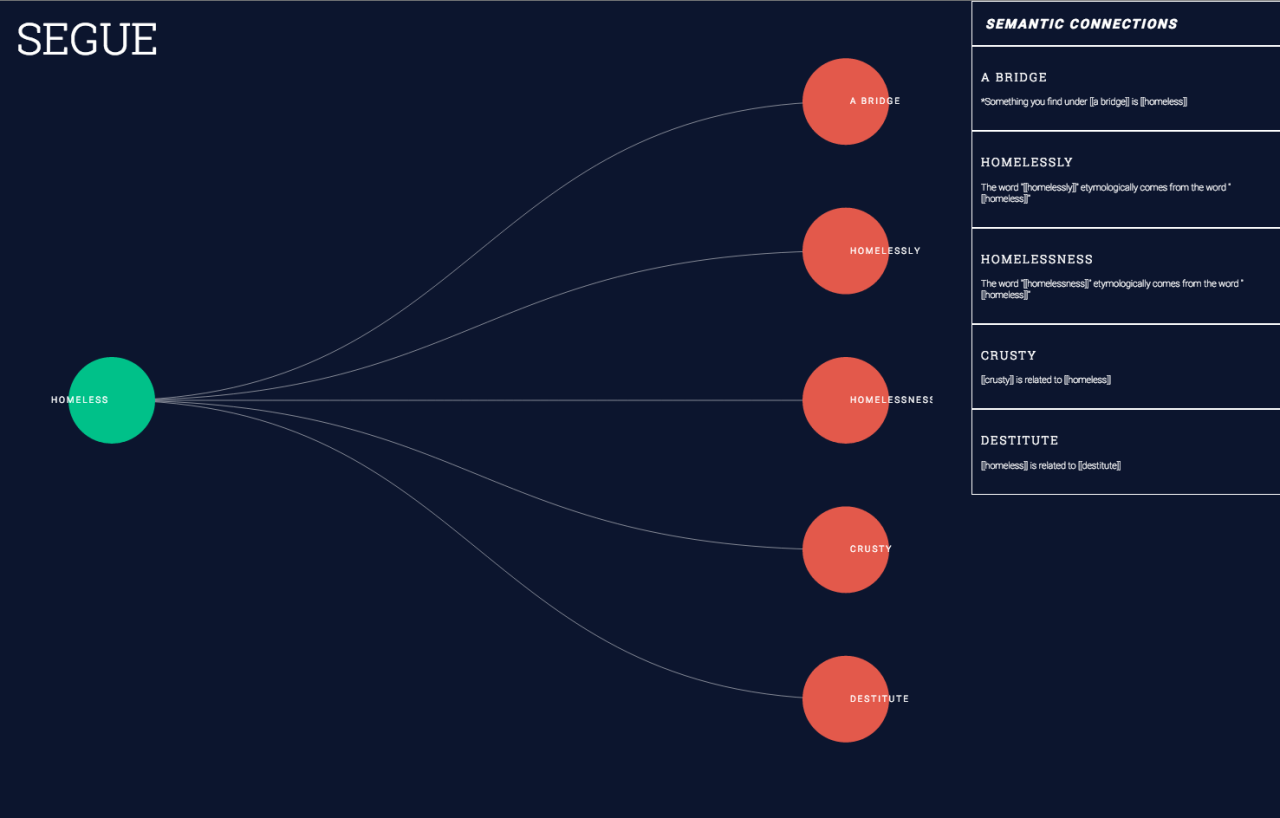 SEGUE
HOMELESS
A BRIDGE
HOMELESSLY
HOMELESSNESS
CRUSTY
DESTITUTE
SEMANTIC CONNECTIONS
A BRIDGE
*Something you find under [[a bridge]] is [[homeless]]
HOMELESSLY
The word "[[homelessly]]" etymologically comes from the word "
[[homeless]]"
HOMELESSNESS
The word "[[homelessness]]" etymologically comes from the word "
[[homeless]]"
CRUSTY
[[crusty]] is related to [[homeless]]
DESTITUTE
[[homeless]] is related to [[destitute]]